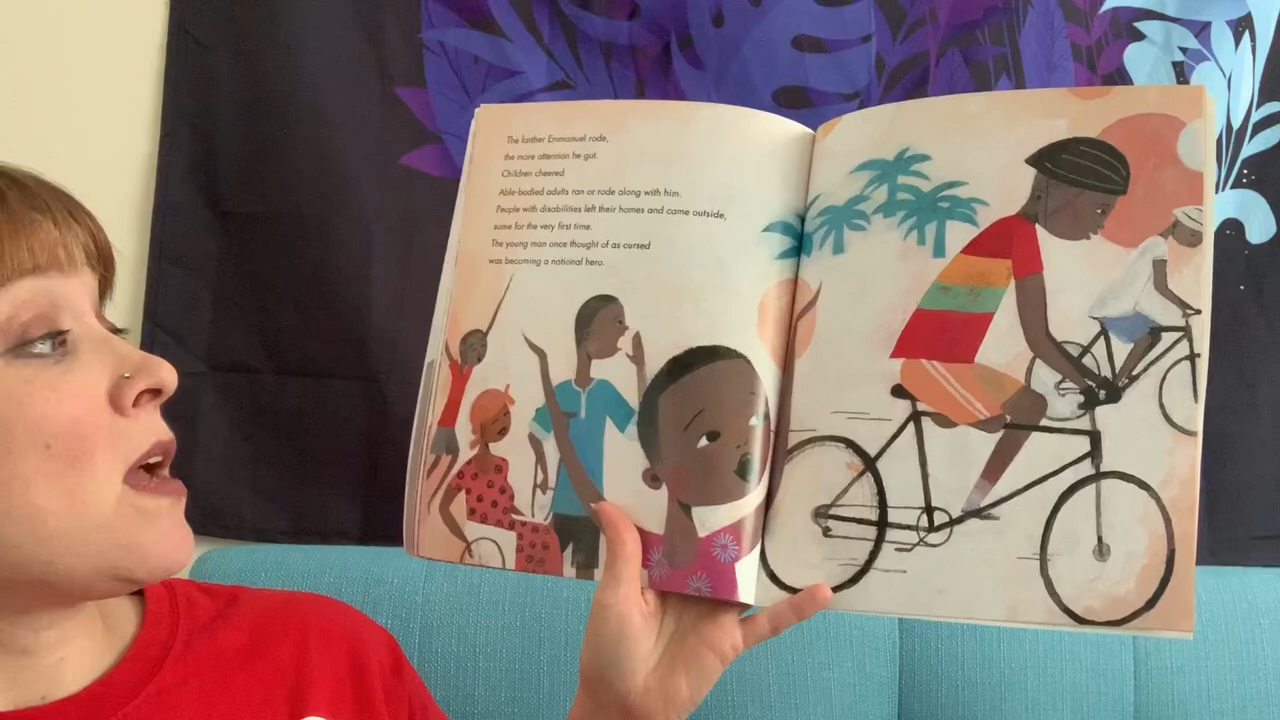 The farther Emmanuel rode,
the more attention he got.
Children cheered.
Able-bodied adults ran or rode along with him.
People with disabilities left their homes and came outside,
some for the very first time.
The young man once thought of as cursed
was becoming a national hero.